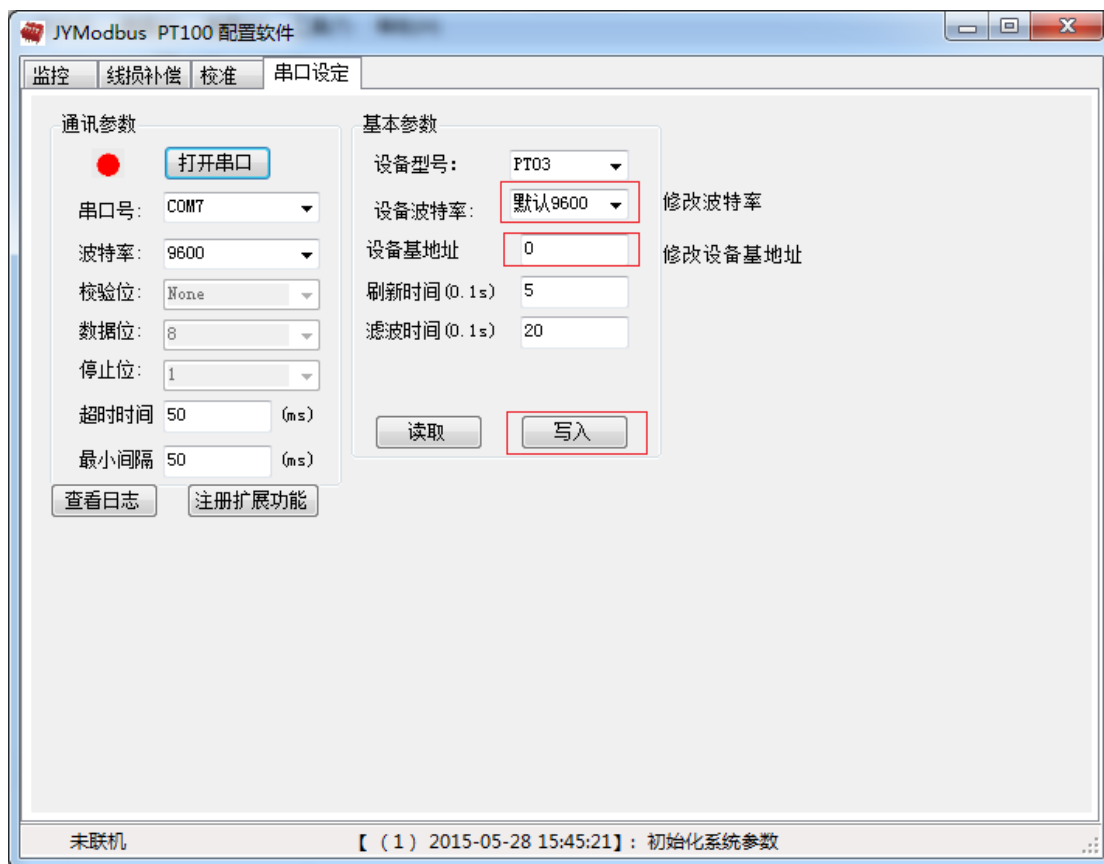 JYModbus PT100 配置软件
监控 线损补偿 校准 串口设定
通讯参数
打开串口
串口号: COM7
波特率: 9600
校验位: None
数据位: 8
停止位: 1
超时时间 50 (ms)
最小间隔 50 (ms)
查看日志 注册扩展功能
基本参数
设备型号: PT03
设备波特率: 默认9600 修改波特率
设备基地址 0 修改设备基地址
刷新时间(0.1s) 5
滤波时间(0.1s) 20
读取 写入
未联机 【 (1) 2015-05-28 15:45:21】: 初始化系统参数